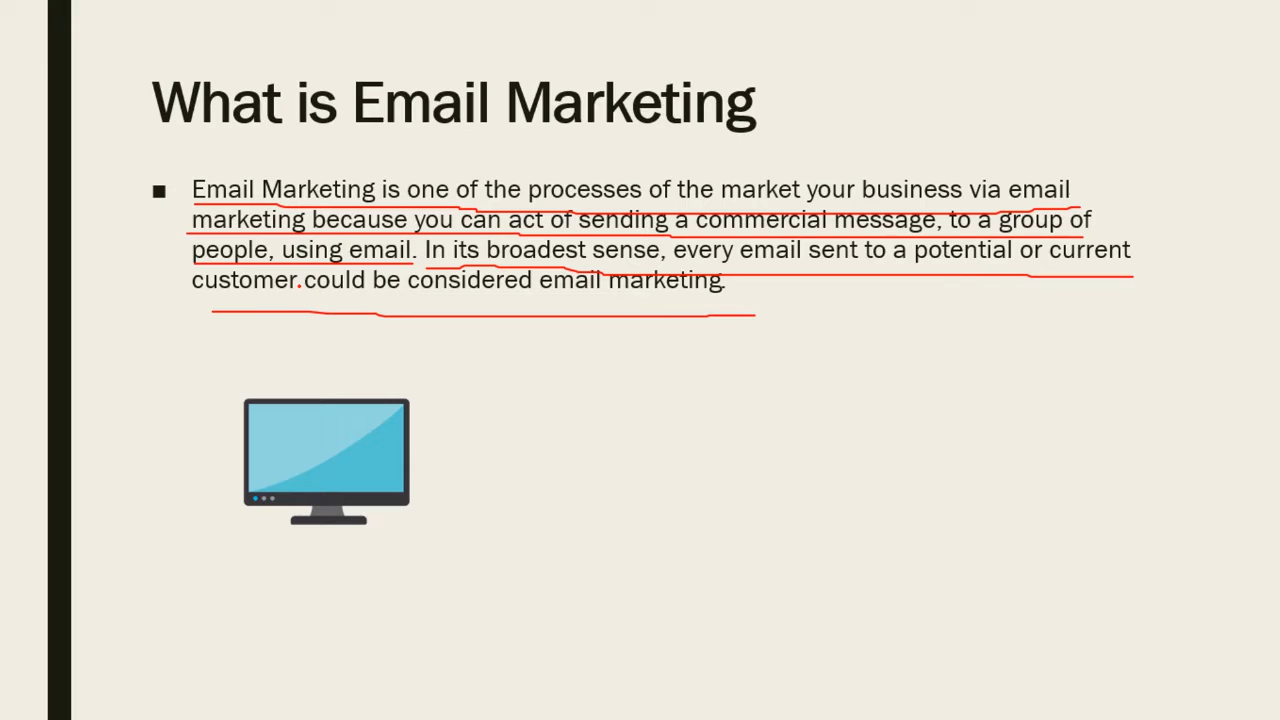 What is Email Marketing
■ Email Marketing is one of the processes of the market your business via email
marketing because you can act of sending a commercial message, to a group of
people, using email. In its broadest sense, every email sent to a potential or current
customer could be considered email marketing.